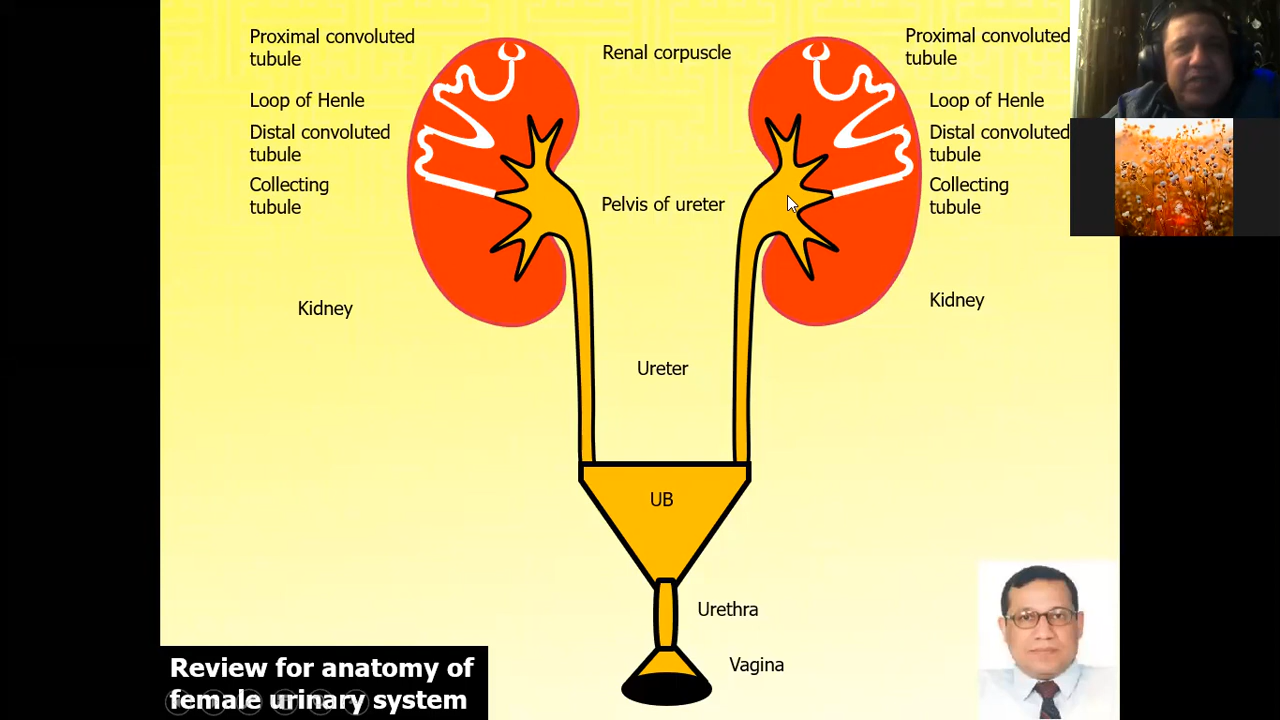 Proximal convoluted
tubule
Loop of Henle
Distal convoluted
tubule
Collecting
tubule
Kidney
Renal corpuscle
Pelvis of ureter
Ureter
UB
Urethra
Vagina
Proximal convoluted
tubule
Loop of Henle
Distal convoluted
tubule
Collecting
tubule
Kidney
Review for anatomy of
female urinary system